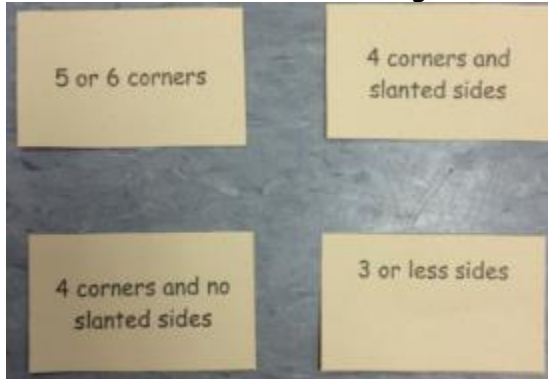 5 or 6 corners
4 corners and
slanted sides
4 corners and no
slanted sides
3 or less sides